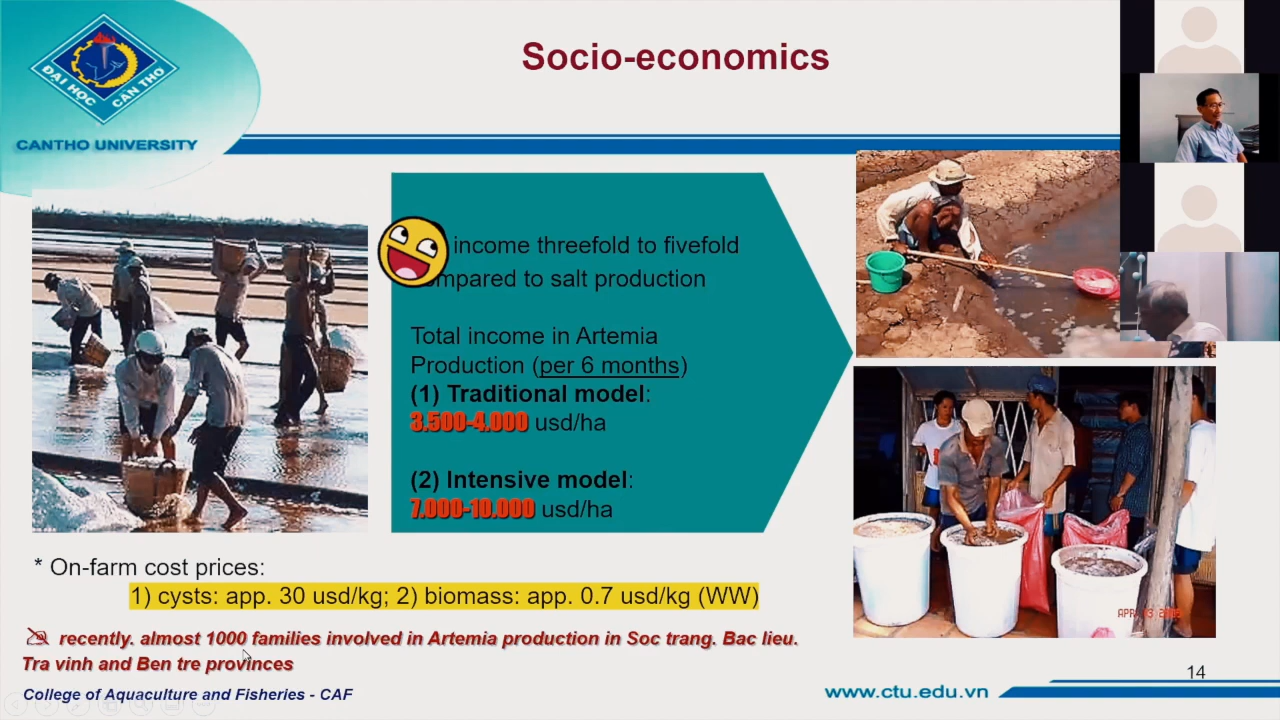 Socio-economics
ĐẠI HỌC CẦN THƠ
CANTHO UNIVERSITY
income threefold to fivefold
mpared to salt production
Total income in Artemia
Production (per 6 months)
(1) Traditional model:
3.500-4.000 usd/ha
(2) Intensive model:
7.000-10.000 usd/ha
* On-farm cost prices:
1) cysts: app. 30 usd/kg; 2) biomass: app. 0.7 usd/kg (WW)
recently. almost 1000 families involved in Artemia production in Soc trang. Bac lieu.
Tra vinh and Ben tre provinces
College of Aquaculture and Fisheries - CAF
www.ctu.edu.vn
14